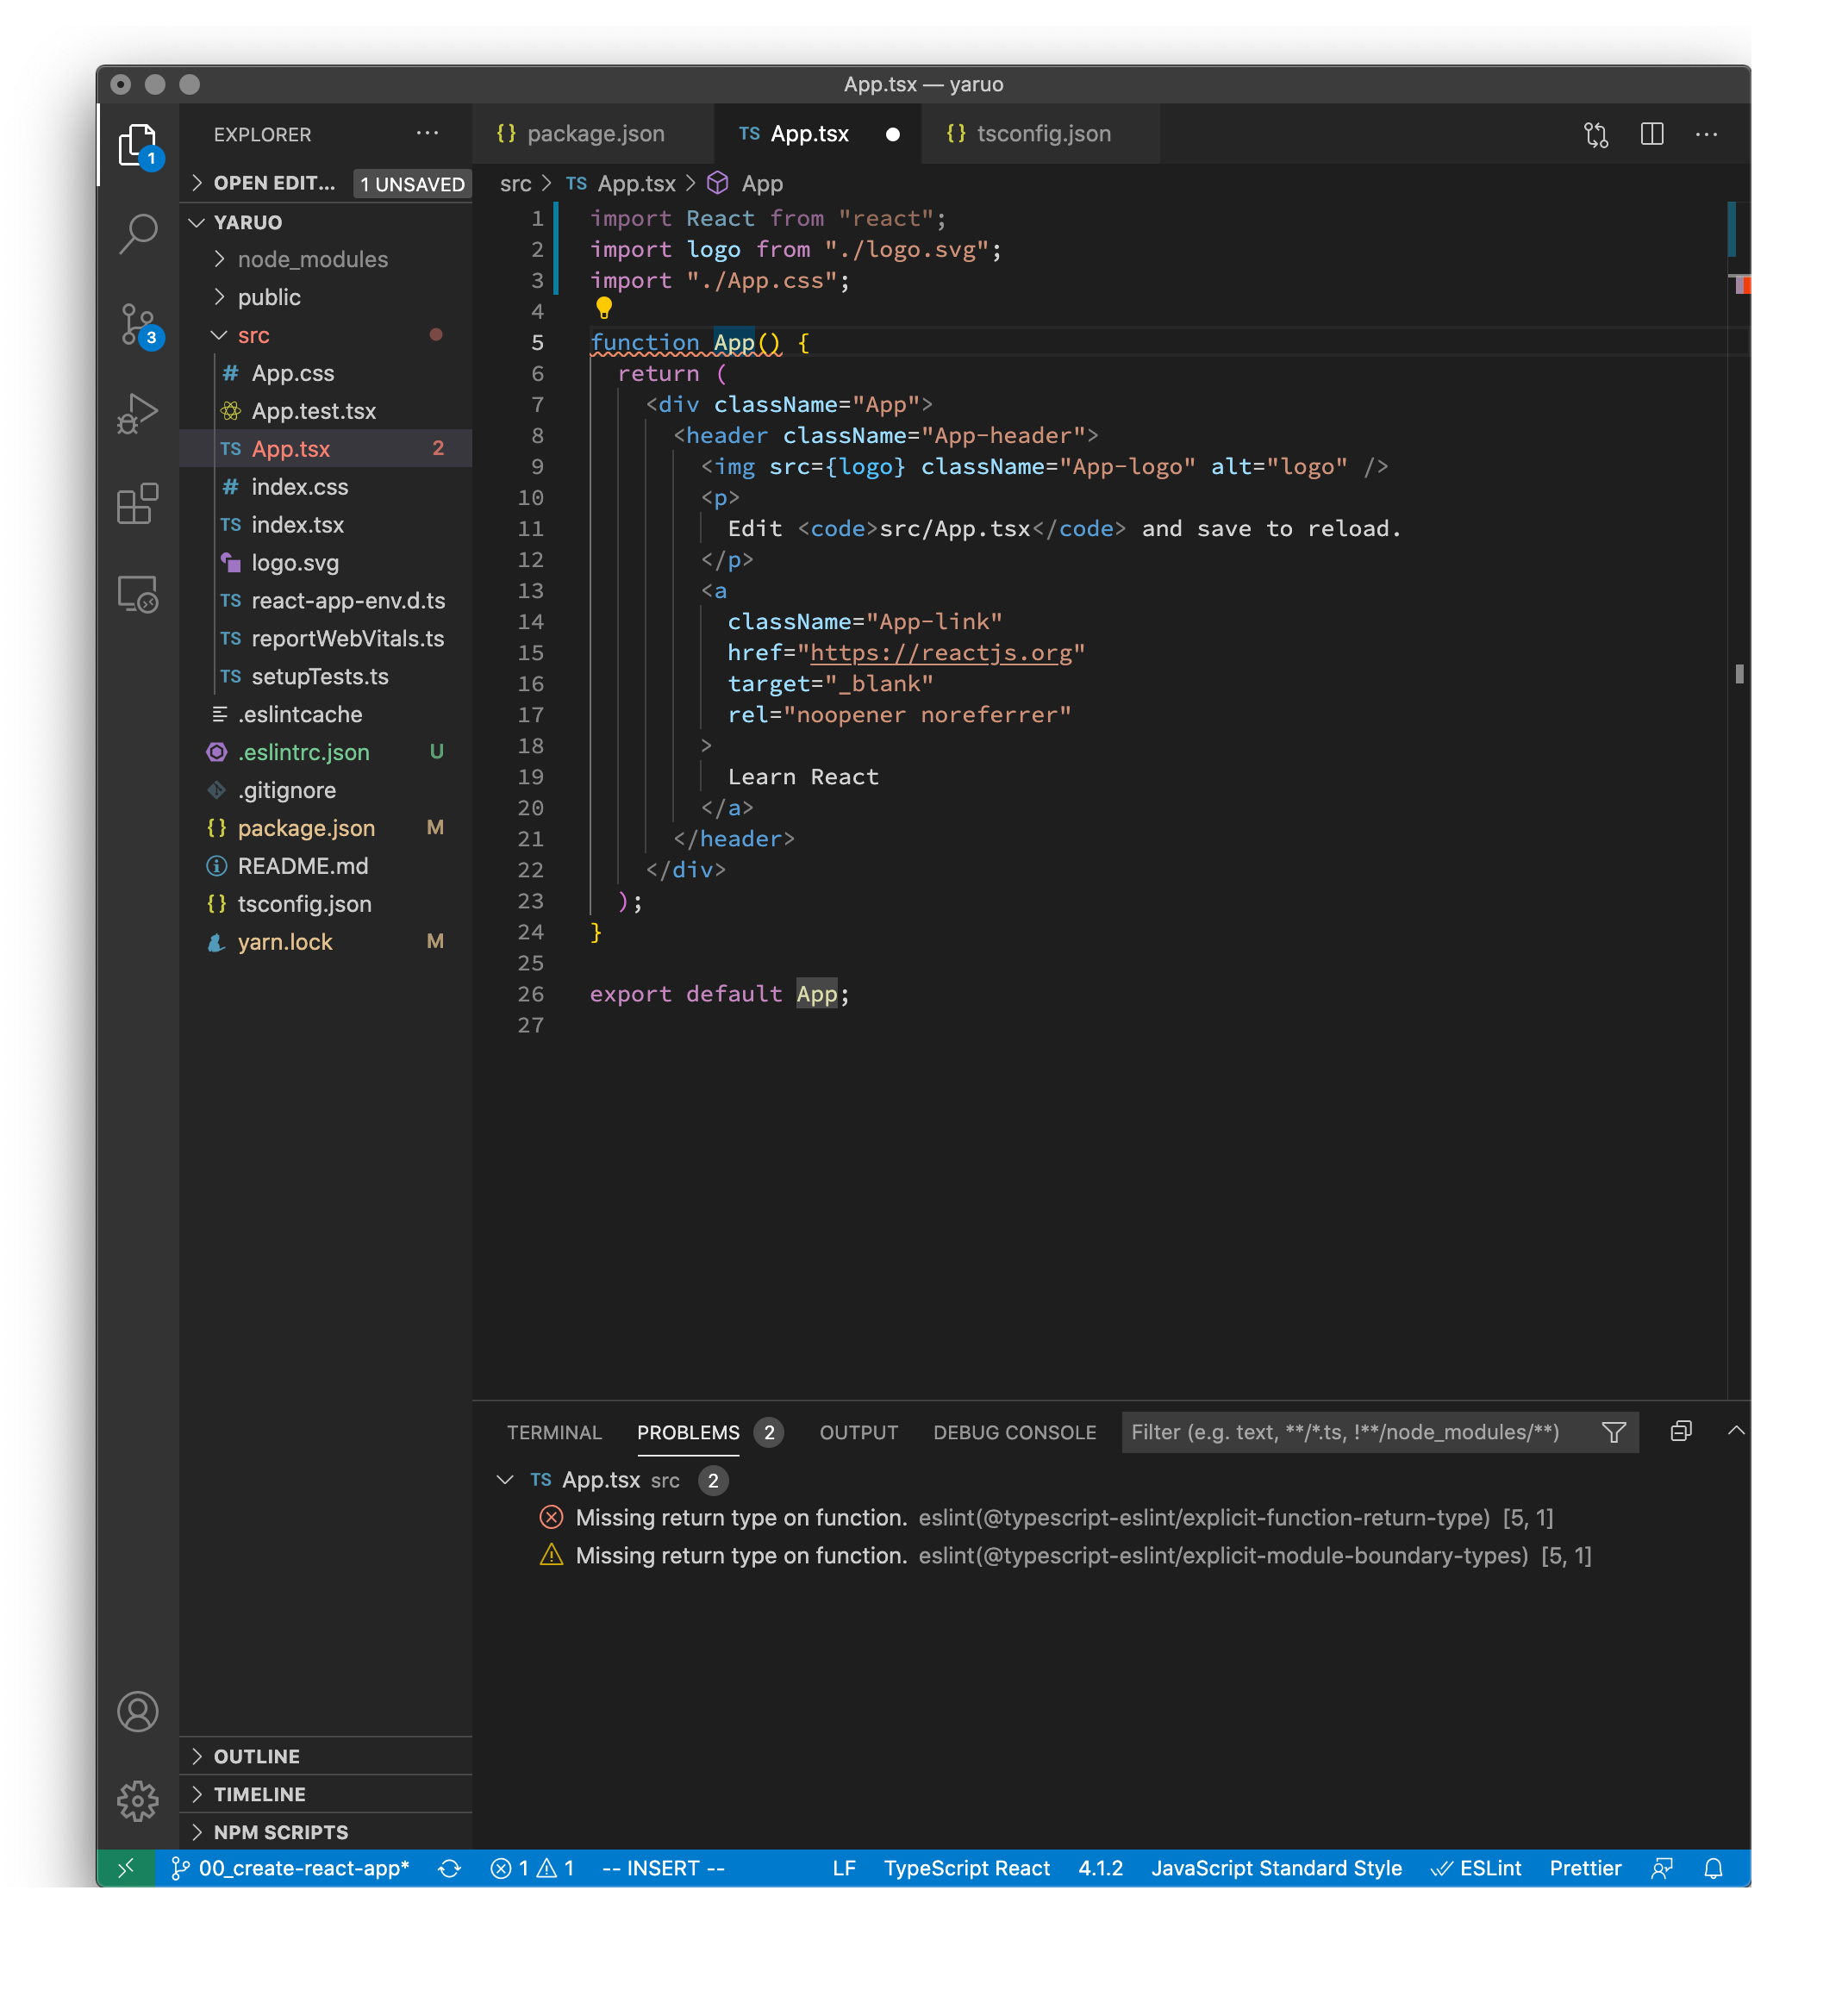 App.tsx — yaruo
EXPLORER
OPEN EDIT... 1 UNSAVED
YARUO
node_modules
public
src
# App.css
App.test.tsx
TS App.tsx 2
# index.css
TS index.tsx
logo.svg
TS react-app-env.d.ts
TS reportWebVitals.ts
TS setupTests.ts
.eslintcache
.eslintrc.json U
.gitignore
{} package.json M
README.md
{} tsconfig.json
yarn.lock M
OUTLINE
TIMELINE
NPM SCRIPTS
1
3
{} package.json TS App.tsx {} tsconfig.json
src > TS App.tsx > App
1 import React from "react";
2 import logo from "./logo.svg";
3 import "./App.css";
4
5 function App() {
6 return (
7 <div className="App">
8 <header className="App-header">
9 <img src={logo} className="App-logo" alt="logo" />
10 <p>
11 Edit <code>src/App.tsx</code> and save to reload.
12 </p>
13 <a
14 className="App-link"
15 href="https://reactjs.org"
16 target="_blank"
17 rel="noopener noreferrer"
18 >
19 Learn React
20 </a>
21 </header>
22 </div>
23 );
24 }
25
26 export default App;
27
TERMINAL PROBLEMS 2 OUTPUT DEBUG CONSOLE Filter (e.g. text, **/*.ts, !**/node_modules/**)
TS App.tsx src 2
Missing return type on function. eslint(@typescript-eslint/explicit-function-return-type) [5, 1]
Missing return type on function. eslint(@typescript-eslint/explicit-module-boundary-types) [5, 1]
00_create-react-app* 1 1 -- INSERT -- LF TypeScript React 4.1.2 JavaScript Standard Style ESLint Prettier